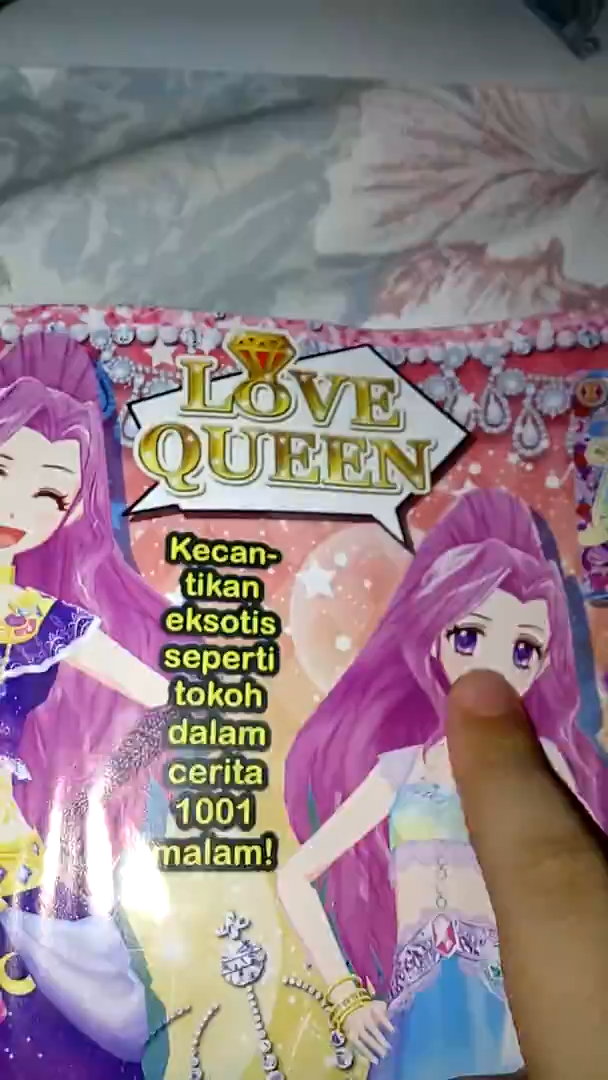 LOVE
QUEEN
Kecan-
tikan
eksotis
seperti
tokoh
dalam
cerita
1001
malam!